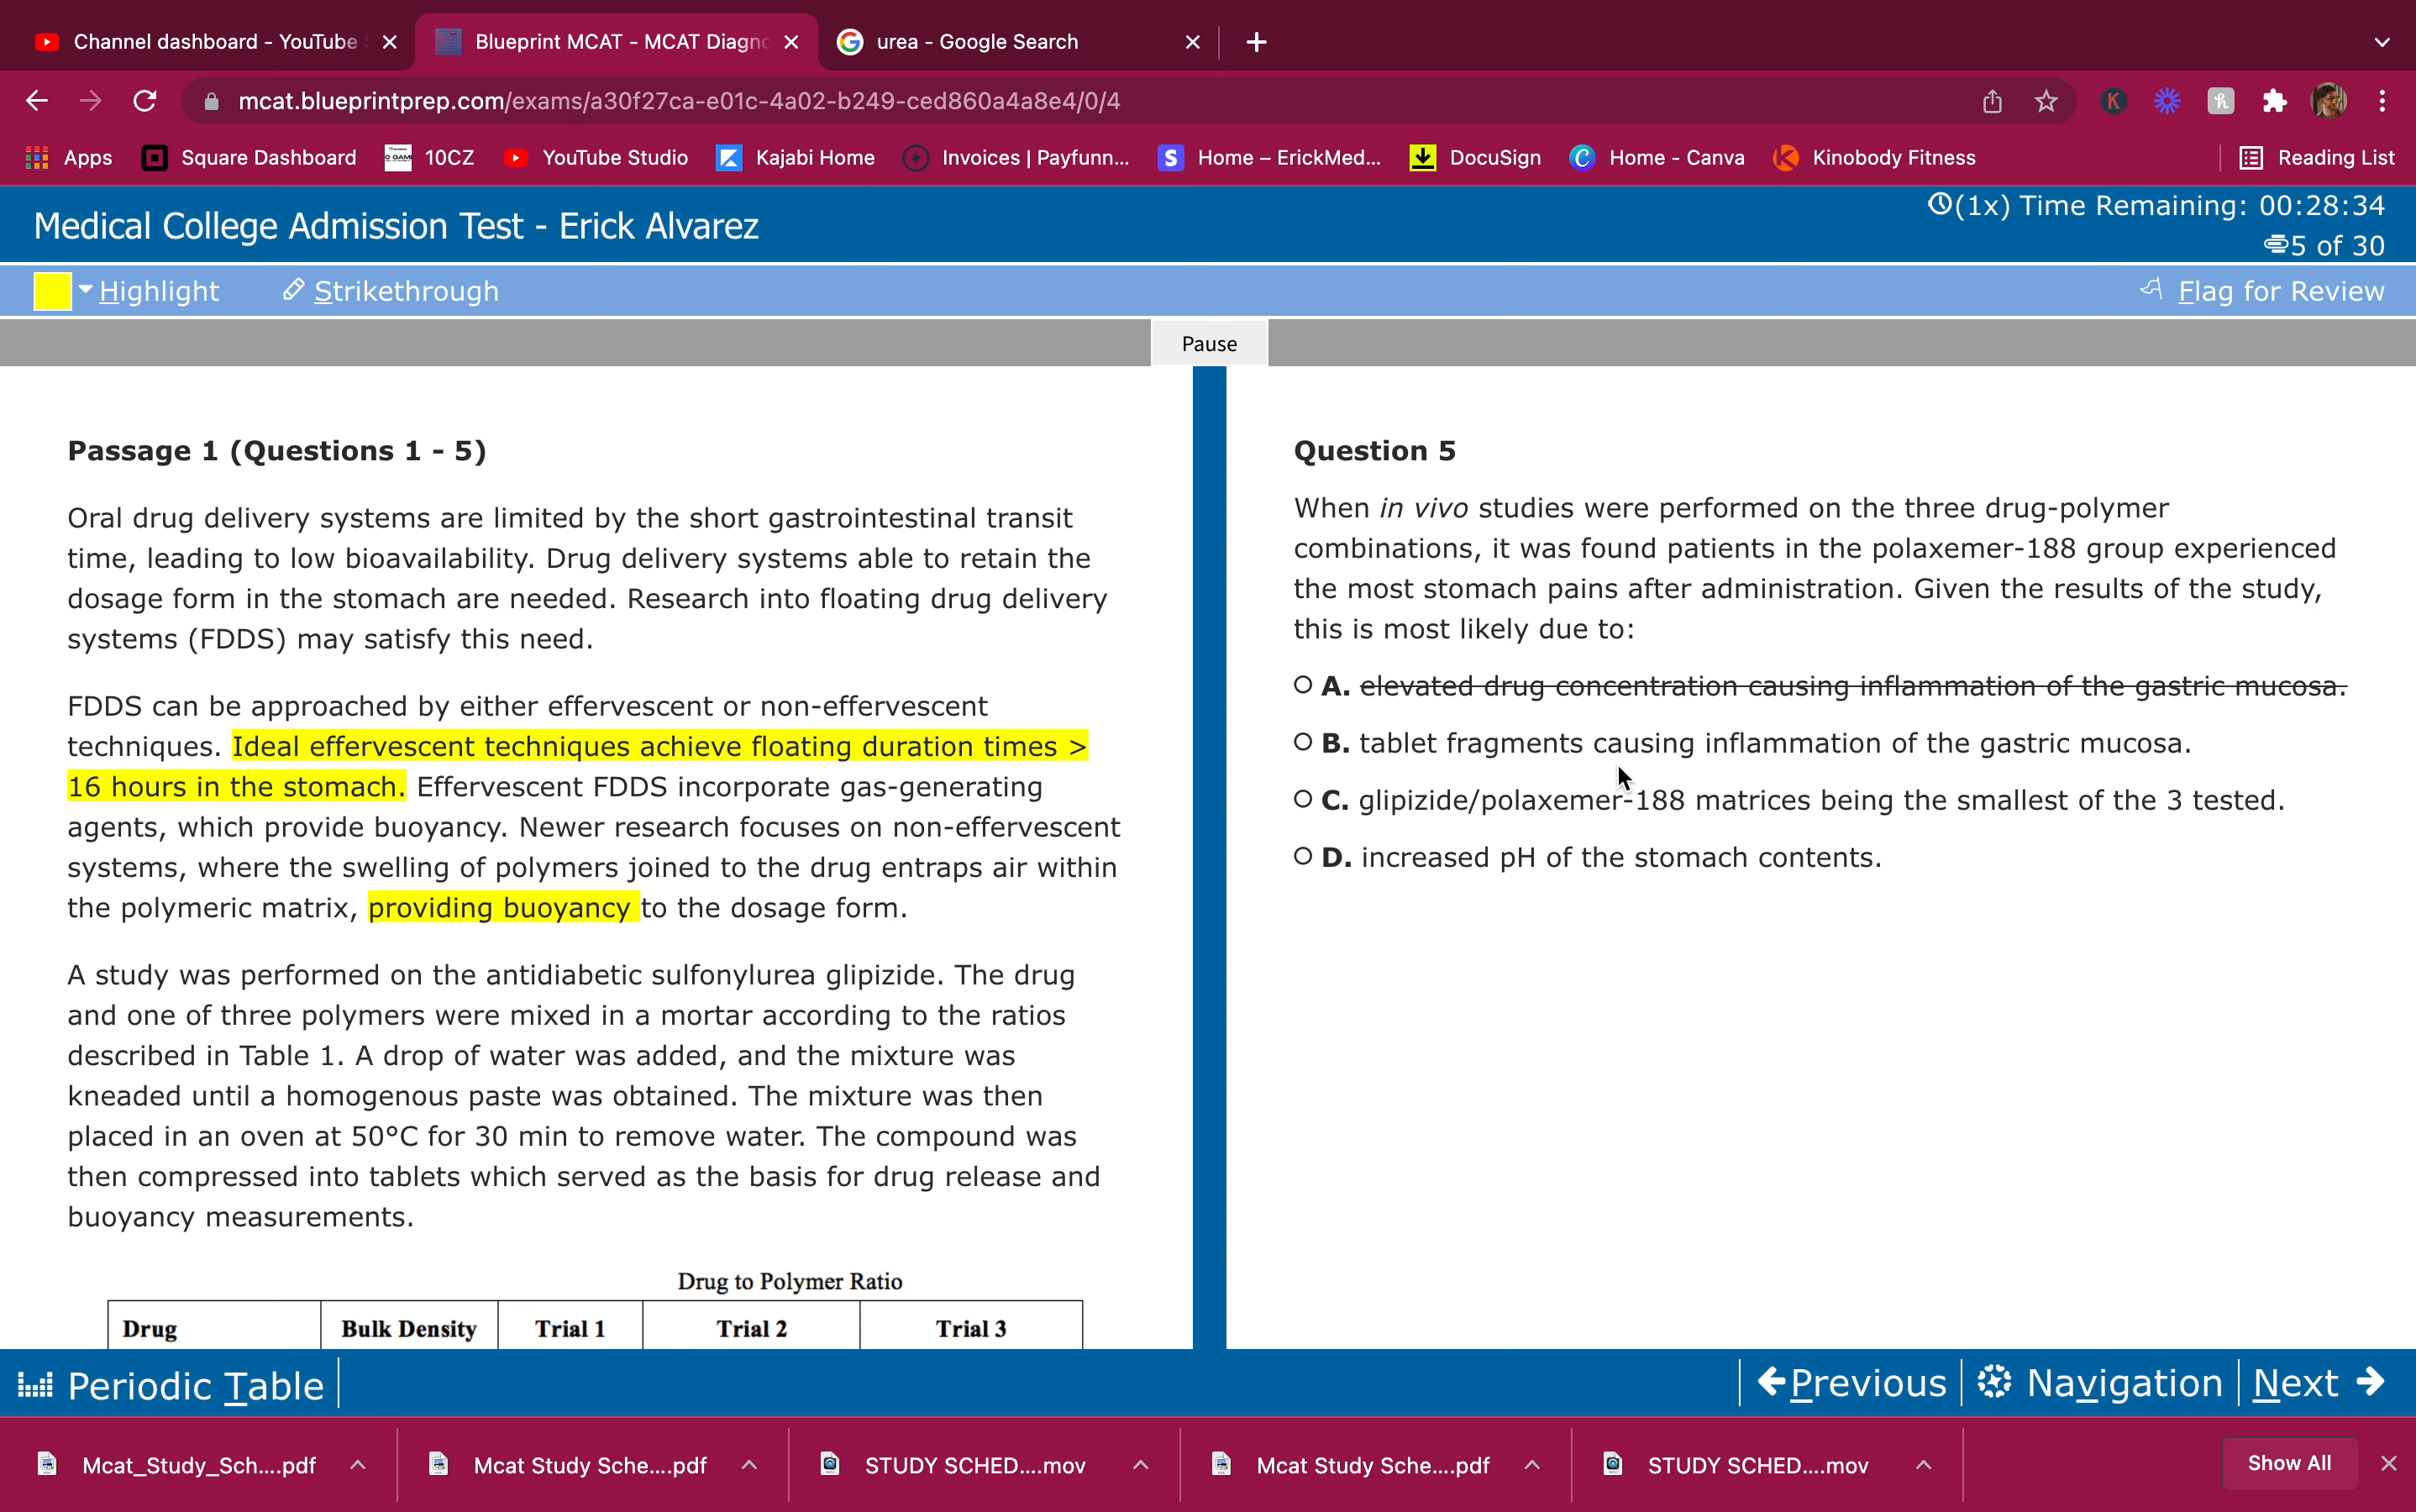 Channel dashboard - YouTube
Blueprint MCAT - MCAT Diagno
urea - Google Search
mcat.blueprintprep.com/exams/a30f27ca-e01c-4a02-b249-ced860a4a8e4/0/4
Apps
Square Dashboard
10CZ
YouTube Studio
Kajabi Home
Invoices | Payfunn...
Home – ErickMed...
DocuSign
Home - Canva
Kinobody Fitness
Reading List
Medical College Admission Test - Erick Alvarez
(1x) Time Remaining: 00:28:34
5 of 30
Highlight
Strikethrough
Flag for Review
Pause
Passage 1 (Questions 1 - 5)
Oral drug delivery systems are limited by the short gastrointestinal transit
time, leading to low bioavailability. Drug delivery systems able to retain the
dosage form in the stomach are needed. Research into floating drug delivery
systems (FDDS) may satisfy this need.
FDDS can be approached by either effervescent or non-effervescent
techniques. Ideal effervescent techniques achieve floating duration times >
16 hours in the stomach. Effervescent FDDS incorporate gas-generating
agents, which provide buoyancy. Newer research focuses on non-effervescent
systems, where the swelling of polymers joined to the drug entraps air within
the polymeric matrix, providing buoyancy to the dosage form.
A study was performed on the antidiabetic sulfonylurea glipizide. The drug
and one of three polymers were mixed in a mortar according to the ratios
described in Table 1. A drop of water was added, and the mixture was
kneaded until a homogenous paste was obtained. The mixture was then
placed in an oven at 50°C for 30 min to remove water. The compound was
then compressed into tablets which served as the basis for drug release and
buoyancy measurements.
Drug to Polymer Ratio
Drug
Bulk Density
Trial 1
Trial 2
Trial 3
Question 5
When in vivo studies were performed on the three drug-polymer
combinations, it was found patients in the polaxemer-188 group experienced
the most stomach pains after administration. Given the results of the study,
this is most likely due to:
A. elevated drug concentration causing inflammation of the gastric mucosa.
B. tablet fragments causing inflammation of the gastric mucosa.
C. glipizide/polaxemer-188 matrices being the smallest of the 3 tested.
D. increased pH of the stomach contents.
Periodic Table
Previous
Navigation
Next
Mcat_Study_Sch....pdf
Mcat Study Sche....pdf
STUDY SCHED....mov
Mcat Study Sche....pdf
STUDY SCHED....mov
Show All